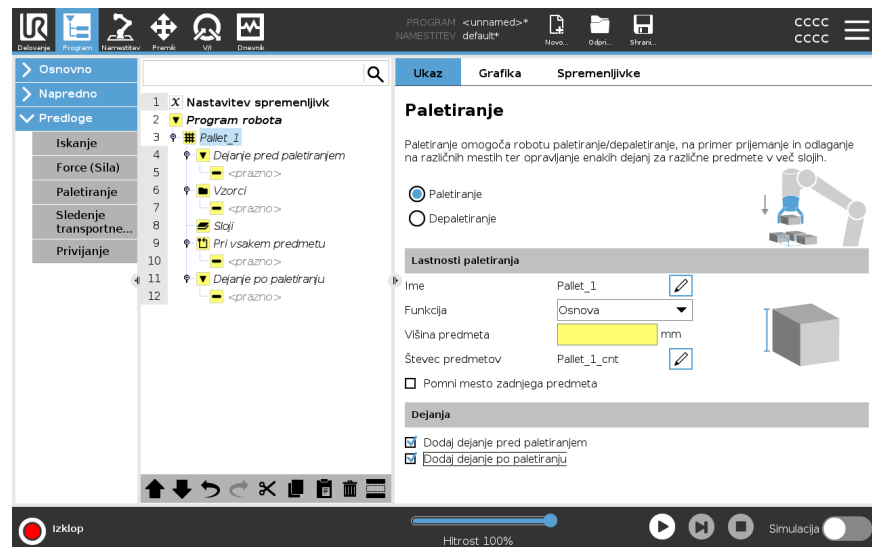 PROGRAM <unnamed>*
NAMESTITEV default*
CCCC
CCCC
Delovanje Program Namestitev Premik V/I Dnevnik Novo... Odpri... Shrani...
Osnovno
Napredno
Predloge
Iskanje
Force (Sila)
Paletiranje
Sledenje
transportne...
Privijanje
1 X Nastavitev spremenljivk
2 Program robota
3 Pallet_1
4 Dejanje pred paletiranjem
5 <prazno>
6 Vzorci
7 <prazno>
8 Sloji
9 Pri vsakem predmetu
10 <prazno>
11 Dejanje po paletiranju
12 <prazno>
Ukaz Grafika Spremenljivke
Paletiranje
Paletiranje omogoča robotu paletiranje/depaletiranje, na primer prijemanje in odlaganje
na različnih mestih ter opravljanje enakih dejanj za različne predmete v več slojih.
Paletiranje
Depaletiranje
Lastnosti paletiranja
Ime Pallet_1
Funkcija Osnova
Višina predmeta mm
Števec predmetov Pallet_1_cnt
Pomni mesto zadnjega predmeta
Dejanja
Dodaj dejanje pred paletiranjem
Dodaj dejanje po paletiranju
Izklop
Hitrost 100%
Simulacija